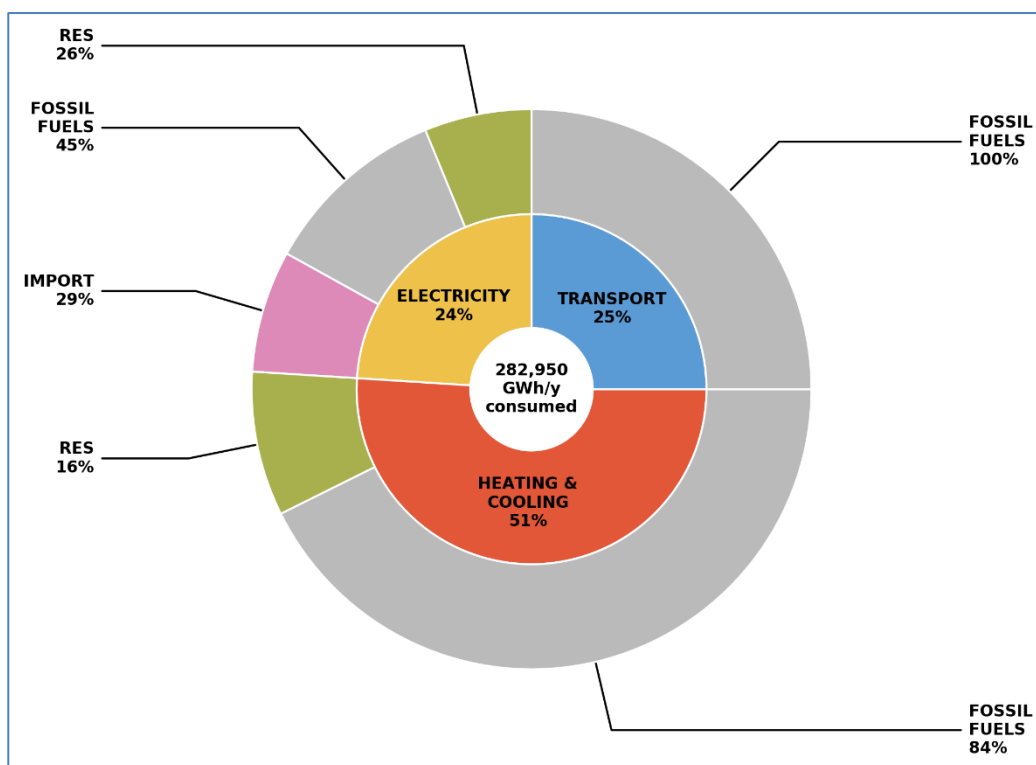 RES
26%
FOSSIL
FUELS
45%
FOSSIL
FUELS
100%
IMPORT
29%
ELECTRICITY
24%
TRANSPORT
25%
282,950
GWh/y
consumed
RES
16%
HEATING &
COOLING
51%
FOSSIL
FUELS
84%